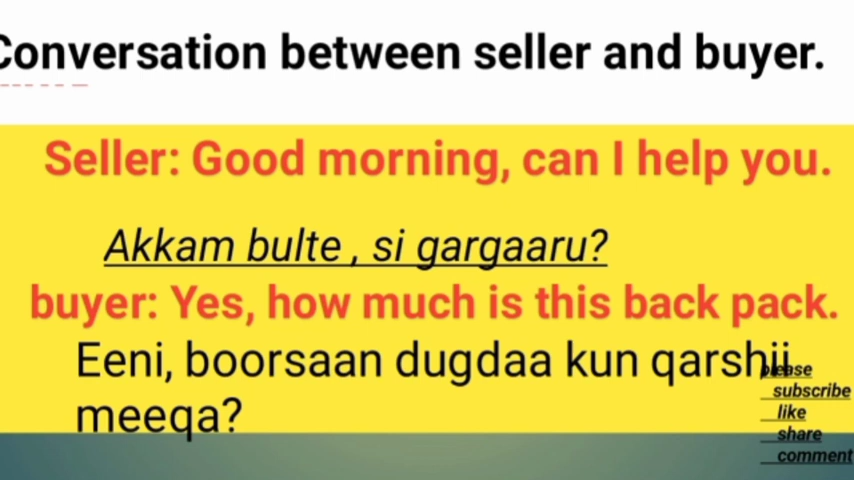 Conversation between seller and buyer.
Seller: Good morning, can I help you.
Akkam bulte , si gargaaru?
buyer: Yes, how much is this back pack.
Eeni, boorsaan dugdaa kun qarshii
meeqa?
please
subscribe
like
share
comment